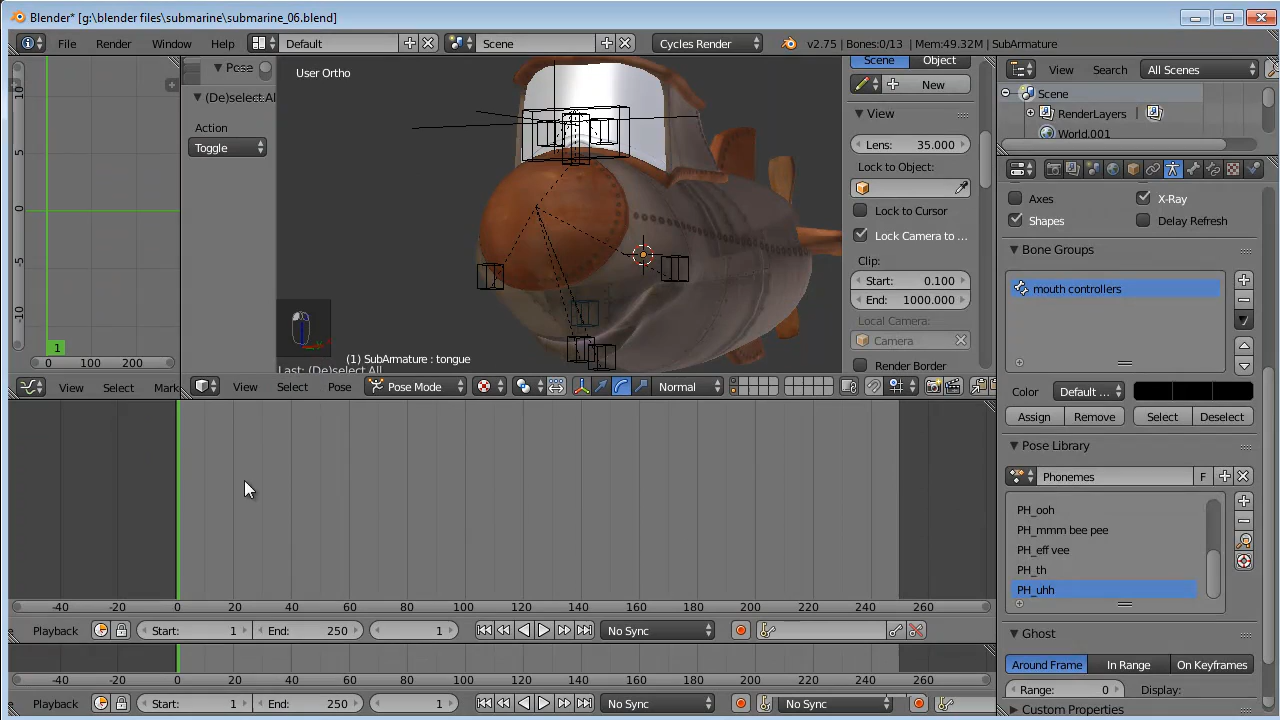 Blender* [g:\blender files\submarine\submarine_06.blend]
File Render Window Help Default Scene Cycles Render v2.75 | Bones:0/13 | Mem:49.32M | SubArmature
10
5
0
-5
-10
0 100 200
1
View Select Mark
Pose
(De)select Al
Action
Toggle
User Ortho
(1) SubArmature : tongue
Last: (De)select All
View Select Pose Pose Mode Normal
Scene Object
New
View
Lens: 35.000
Lock to Object:
Lock to Cursor
Lock Camera to ...
Clip:
Start: 0.100
End: 1000.000
Local Camera:
Camera
Render Border
View Search All Scenes
Scene
RenderLayers
World.001
Axes X-Ray
Shapes Delay Refresh
Bone Groups
mouth controllers
Color Default ...
Assign Remove Select Deselect
Pose Library
Phonemes F
PH_ooh
PH_mmm bee pee
PH_eff vee
PH_th
PH_uhh
Ghost
Around Frame In Range On Keyframes
Range: 0 Display:
Custom Properties
-40 -20 0 20 40 60 80 100 120 140 160 180 200 220 240 260
Playback Start: 1 End: 250 1 No Sync
-40 -20 0 20 40 60 80 100 120 140 160 180 200 220 240 260
Playback Start: 1 End: 250 1 No Sync No Sync